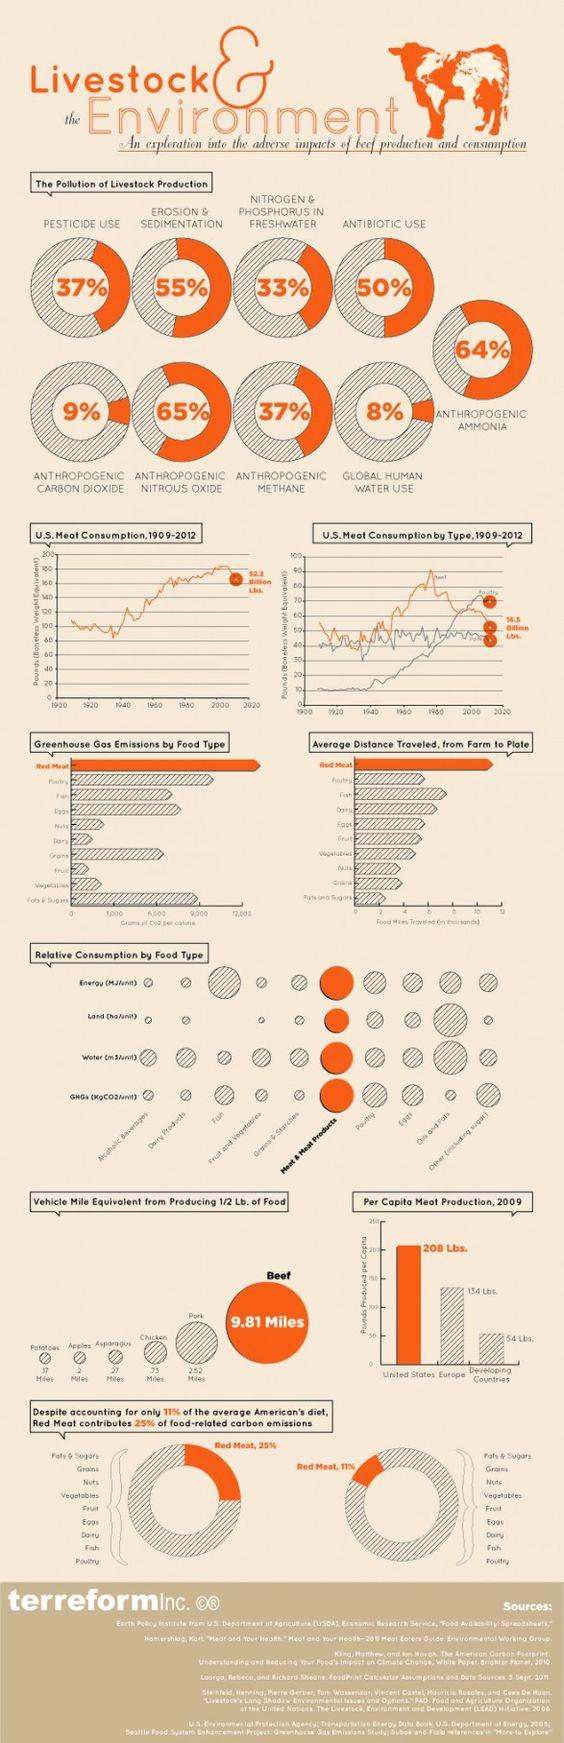 Livestock &
the Environment
An exploration into the adverse impacts of beef production and consumption
The Pollution of Livestock Production
PESTICIDE USE
EROSION &
SEDIMENTATION
NITROGEN &
PHOSPHORUS IN
FRESHWATER
ANTIBIOTIC USE
37%
55%
33%
50%
64%
ANTHROPOGENIC
AMMONIA
9%
65%
37%
8%
ANTHROPOGENIC
CARBON DIOXIDE
ANTHROPOGENIC
NITROUS OXIDE
ANTHROPOGENIC
METHANE
GLOBAL HUMAN
WATER USE
U.S. Meat Consumption, 1909-2012
Pounds (Boneless Weight Equivalent)
200
180
160
140
120
100
80
60
40
20
0
1900 1920 1940 1960 1980 2000 2020
52.2
Billion
Lbs.
U.S. Meat Consumption by Type, 1909-2012
Pounds (Boneless Weight Equivalent)
100
90
80
70
60
50
40
30
20
10
0
1900 1920 1940 1960 1980 2000 2020
Beef
Poultry
16.5
Billion
Lbs.
Greenhouse Gas Emissions by Food Type
Red Meat
Poultry
Fish
Eggs
Nuts
Dairy
Grains
Fruit
Vegetables
Fats & Sugars
0 3,000 6,000 9,000 12,000
Grams of Co2 per calorie
Average Distance Traveled, from Farm to Plate
Red Meat
Poultry
Fish
Dairy
Eggs
Fruit
Vegetables
Nuts
Grains
Fats and Sugars
0 2 4 6 8 10 12
Food Miles Traveled (in thousands)
Relative Consumption by Food Type
Energy (MJ/unit)
Land (ha/unit)
Water (m3/unit)
GHGs (KgCO2/unit)
Alcoholic Beverages
Dairy Products
Fish
Fruit and Vegetables
Grains & Starches
Meat & Meat Products
Poultry
Eggs
Oils and Fats
Other (including sugar)
Vehicle Mile Equivalent from Producing 1/2 Lb. of Food
Potatoes
.17
Miles
Apples
.2
Miles
Asparagus
.27
Miles
Chicken
.73
Miles
Pork
2.52
Miles
Beef
9.81 Miles
Per Capita Meat Production, 2009
Pounds Produced per Capita
250
200
150
100
50
0
208 Lbs.
134 Lbs.
54 Lbs.
United States
Europe
Developing
Countries
Despite accounting for only 11% of the average American's diet,
Red Meat contributes 25% of food-related carbon emissions
Red Meat, 25%
Fats & Sugars
Grains
Nuts
Vegetables
Fruit
Eggs
Dairy
Fish
Poultry
Red Meat, 11%
Fats & Sugars
Grains
Nuts
Vegetables
Fruit
Eggs
Dairy
Fish
Poultry
terreformInc. ©®
Sources:
Earth Policy Institute from U.S. Department of Agriculture (USDA), Economic Research Service, "Food Availability: Spreadsheets,"
Hamerschlag, Kari. "Meat and Your Health." Meat and Your Health- 2011 Meat Eaters Guide. Environmental Working Group.
Kling, Matthew, and Ian Hough. The American Carbon Footprint:
Understanding and Reducing Your Food's Impact on Climate Change, White Paper. Brighter Planet, 2010.
Rebeca, and Richard Sheane. FoodPrint Calculator Assumptions and Data Sources. 5 Sept. 2011.
Steinfeld, Henning, Pierre Gerber, Tom Wassenaar, Vincent Castel, Mauricio Rosales, and Cees De Haan.
"Livestock's Long Shadow Environmental Issues and Options." FAO: Food and Agriculture Organization
of the United Nations. The Livestock, Environment and Development (LEAD) Initiative. 2006.
U.S. Environmental Protection Agency; Transportation Energy Data Book, U.S. Department of Energy, 2008;
Seattle Food System Enhancement Project: Greenhouse Gas Emissions Study; Subak and Fiala references in "More to Explore"